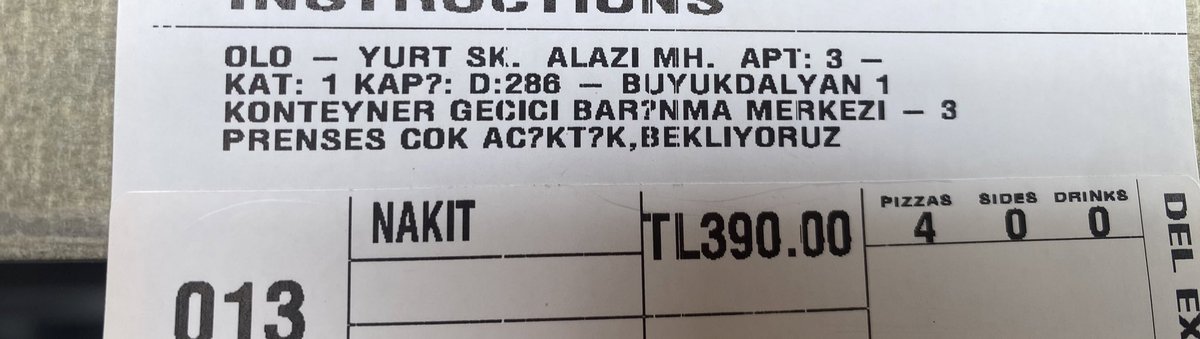 INSTRUCTIONS
OLO – YURT SK. ALAZI MH. APT: 3 –
KAT: 1 KAP?: D:286 – BUYUKDALYAN 1
KONTEYNER GECICI BAR?NMA MERKEZI – 3
PRENSES COK AC?KT?K,BEKLIYORUZ
NAKIT
TL390.00
PIZZAS SIDES DRINKS
4 0 0
013
DEL EX